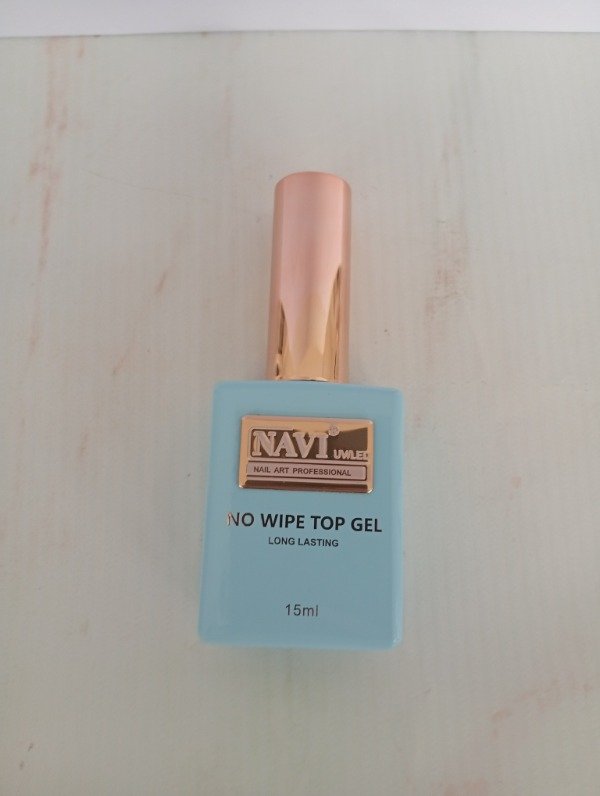 NAVI® UV/LED
NAIL ART PROFESSIONAL
NO WIPE TOP GEL
LONG LASTING
15ml